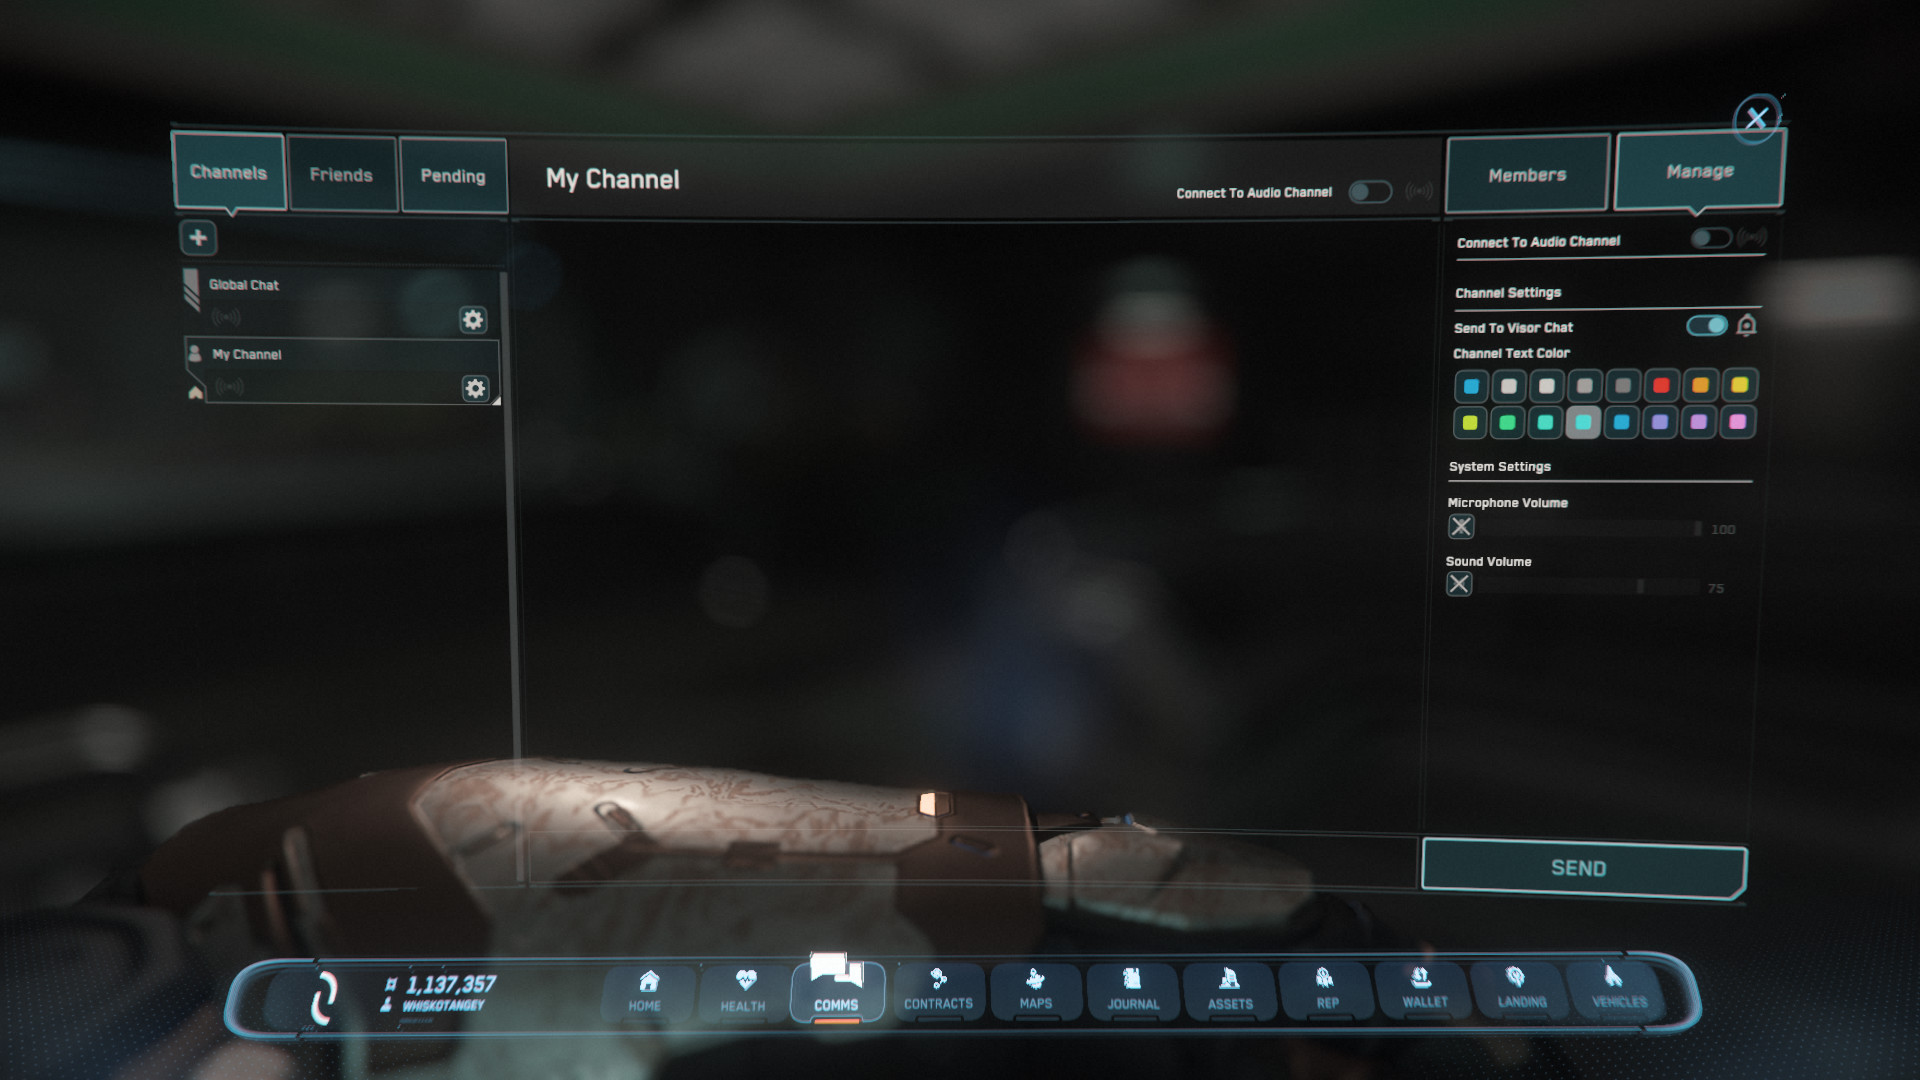 Channels
Friends
Pending
My Channel
Connect To Audio Channel
Members
Manage
Global Chat
My Channel
Connect To Audio Channel
Channel Settings
Send To Visor Chat
Channel Text Color
System Settings
Microphone Volume
100
Sound Volume
75
SEND
1,137,357
WHISKOTANGEY
HOME
HEALTH
COMMS
CONTRACTS
MAPS
JOURNAL
ASSETS
REP
WALLET
LANDING
VEHICLES